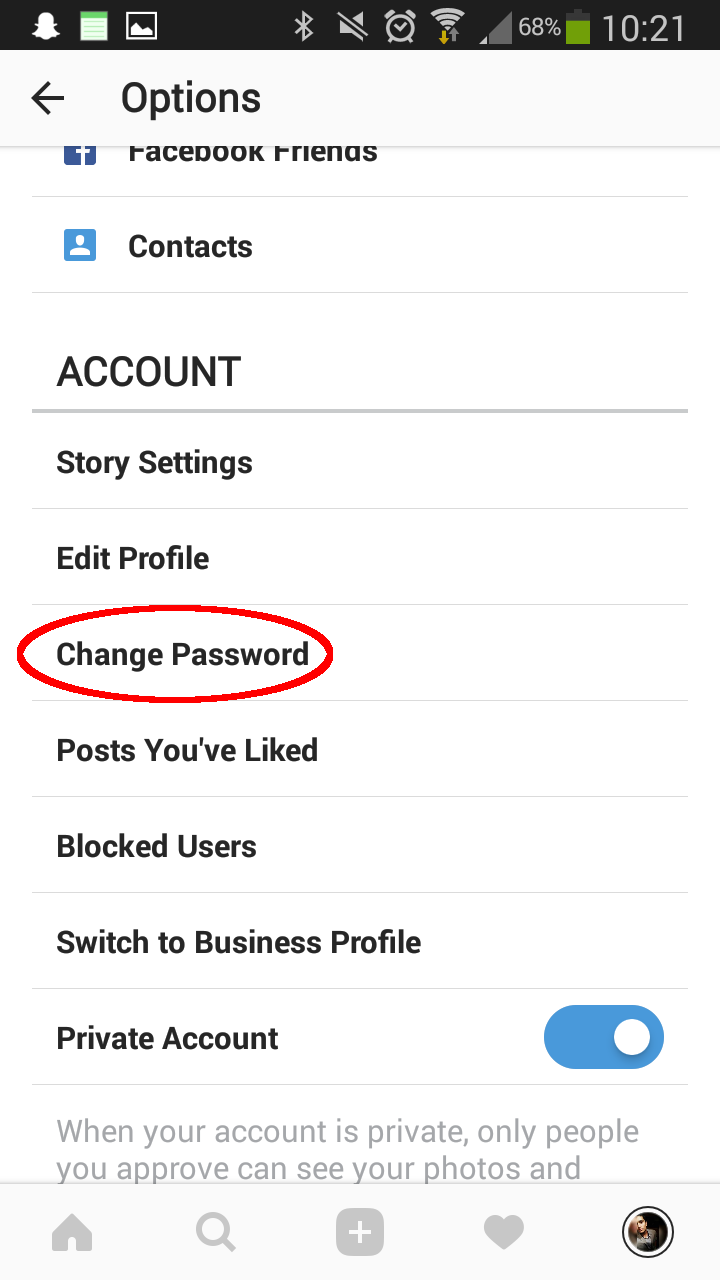 68% 10:21
Options
Facebook Friends
Contacts
ACCOUNT
Story Settings
Edit Profile
Change Password
Posts You've Liked
Blocked Users
Switch to Business Profile
Private Account
When your account is private, only people
you approve can see your photos and